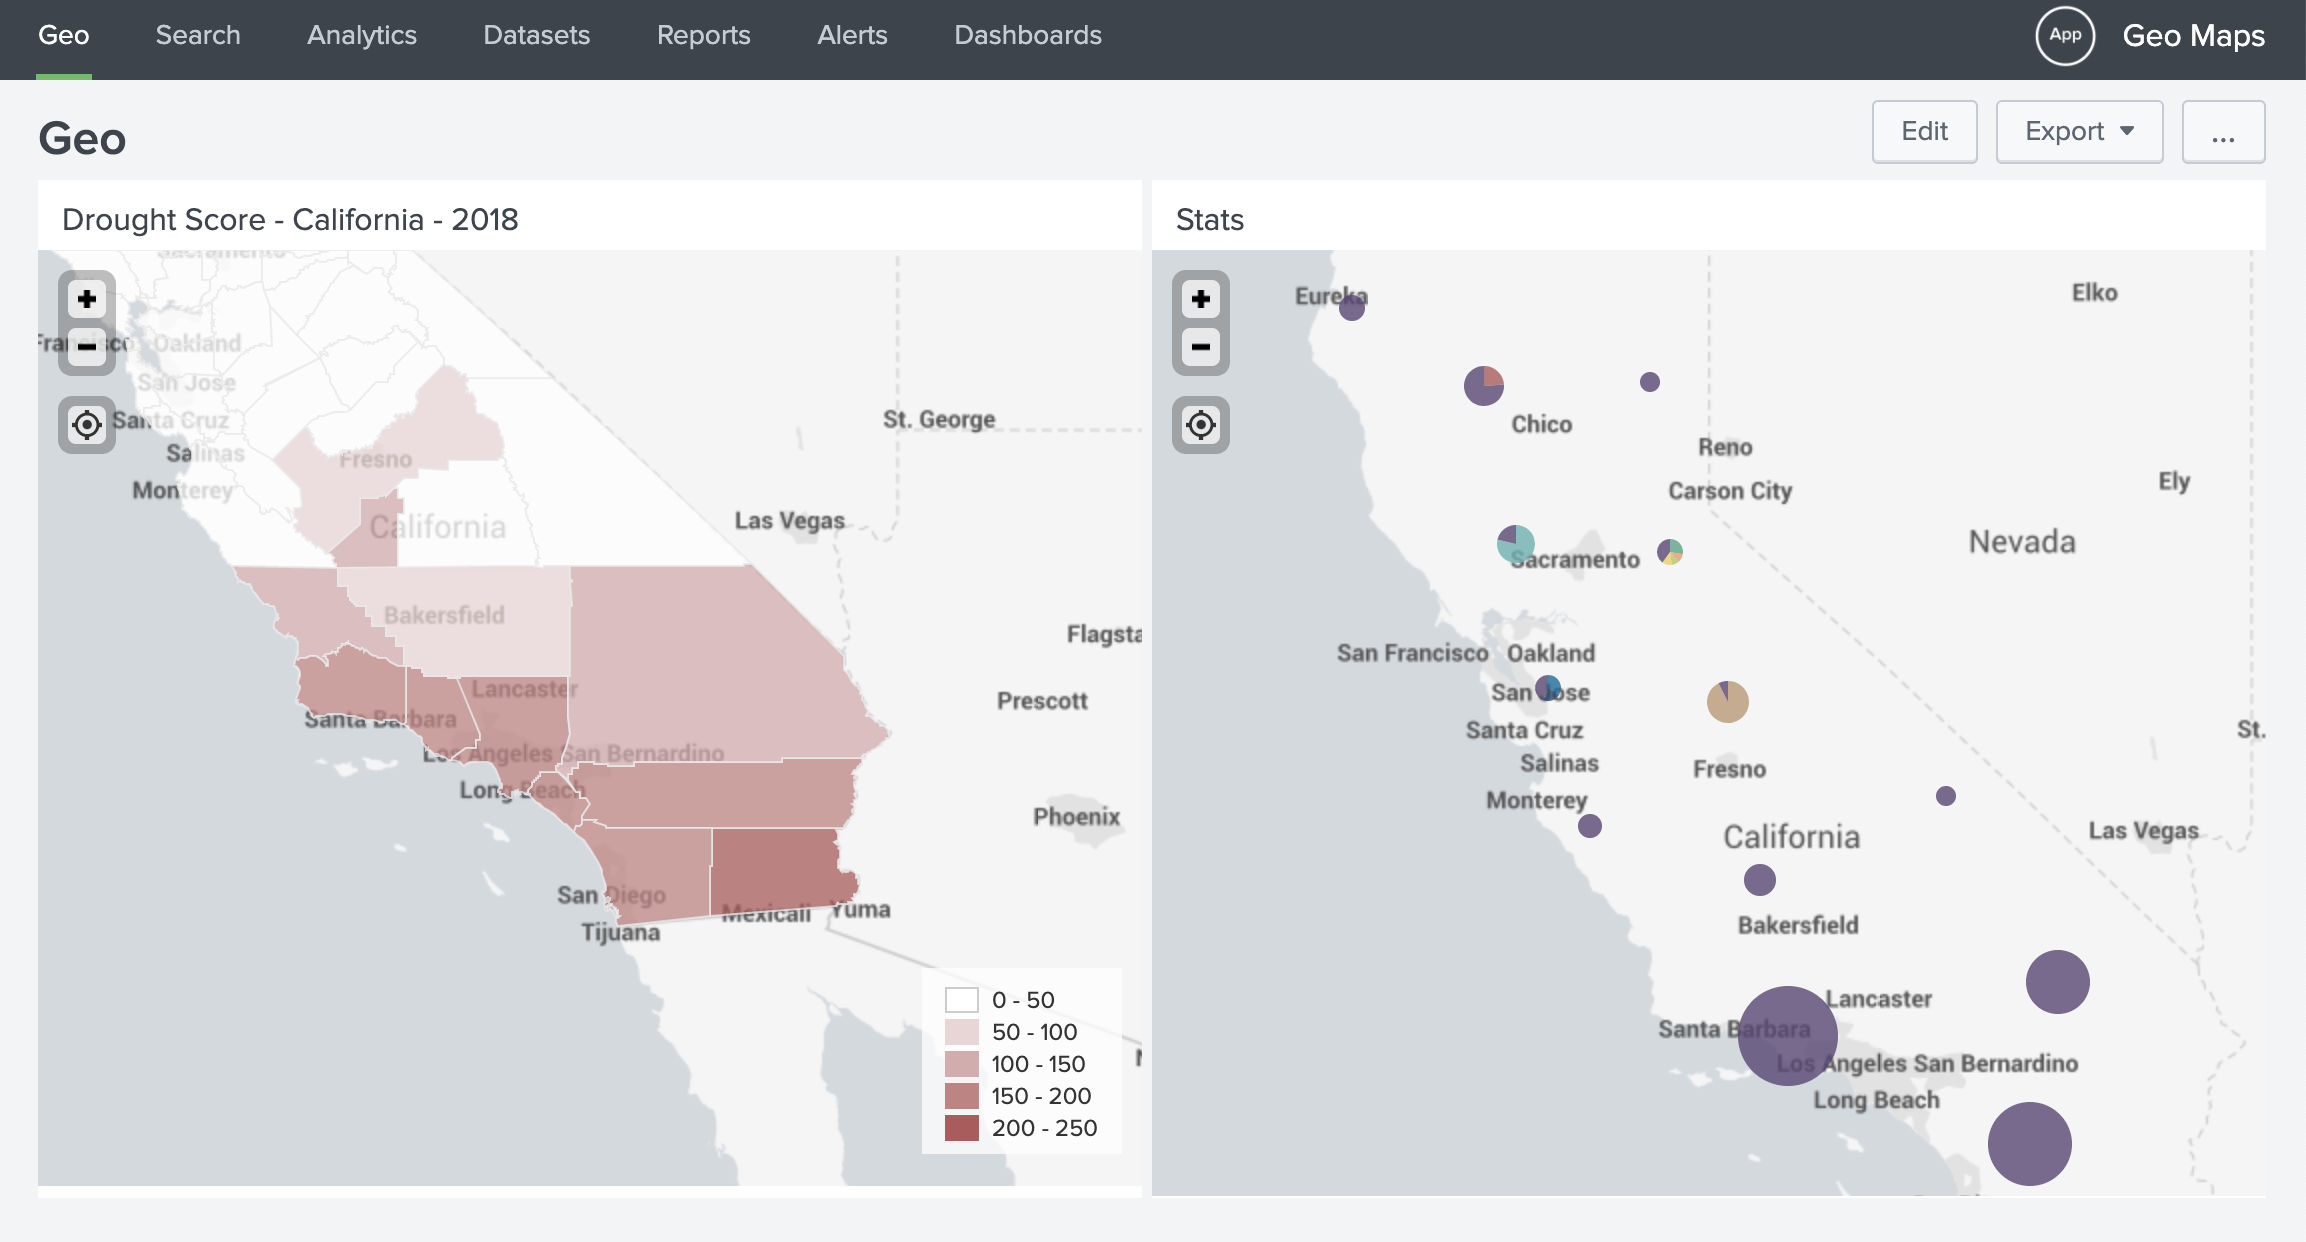 Geo Search Analytics Datasets Reports Alerts Dashboards App Geo Maps
Geo
Edit Export ...
Drought Score - California - 2018
Sacramento
Francisco Oakland
San Jose
Santa Cruz
Salinas
Monterey
Fresno
California
St. George
Las Vegas
Bakersfield
Flagsta
Lancaster
Prescott
Santa Barbara
Los Angeles San Bernardino
Long Beach
Phoenix
San Diego
Mexicali Yuma
Tijuana
0 - 50
50 - 100
100 - 150
150 - 200
200 - 250
Stats
Eureka
Elko
Chico
Reno
Carson City
Ely
Nevada
Sacramento
San Francisco Oakland
San Jose
Santa Cruz
St.
Salinas
Fresno
Monterey
California
Las Vegas
Bakersfield
Lancaster
Santa Barbara
Los Angeles San Bernardino
Long Beach